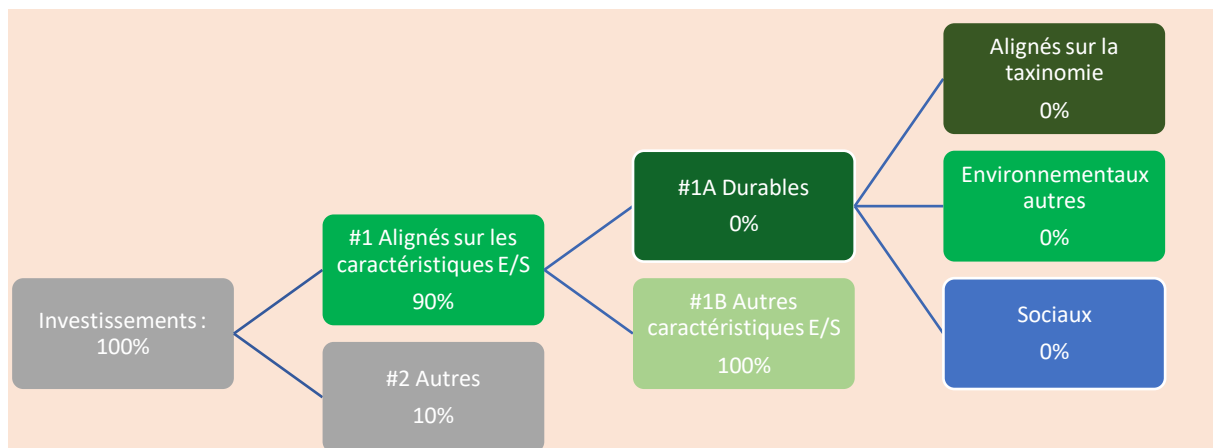 Investissements :
100%
#1 Alignés sur les
caractéristiques E/S
90%
#2 Autres
10%
#1A Durables
0%
#1B Autres
caractéristiques E/S
100%
Alignés sur la
taxinomie
0%
Environnementaux
autres
0%
Sociaux
0%